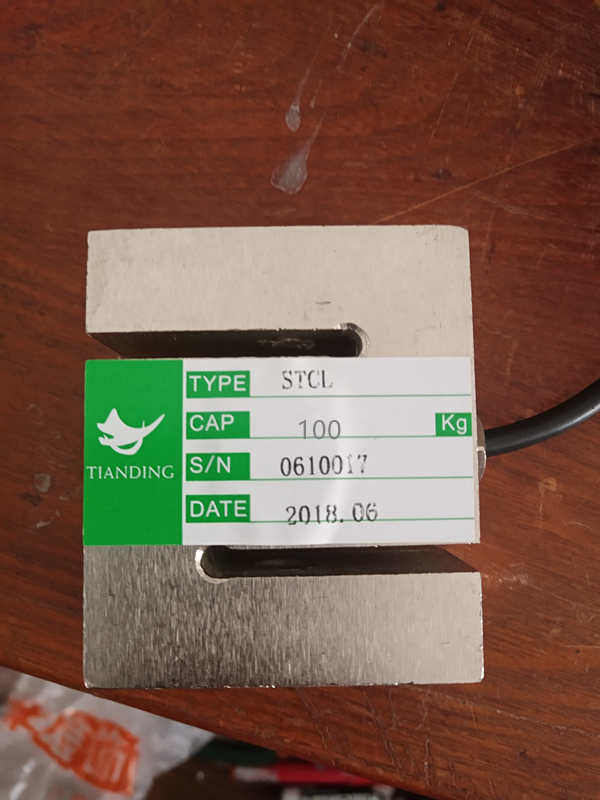 TYPE STCL
CAP 100 Kg
TIANDING
S/N 0610017
DATE 2018.06